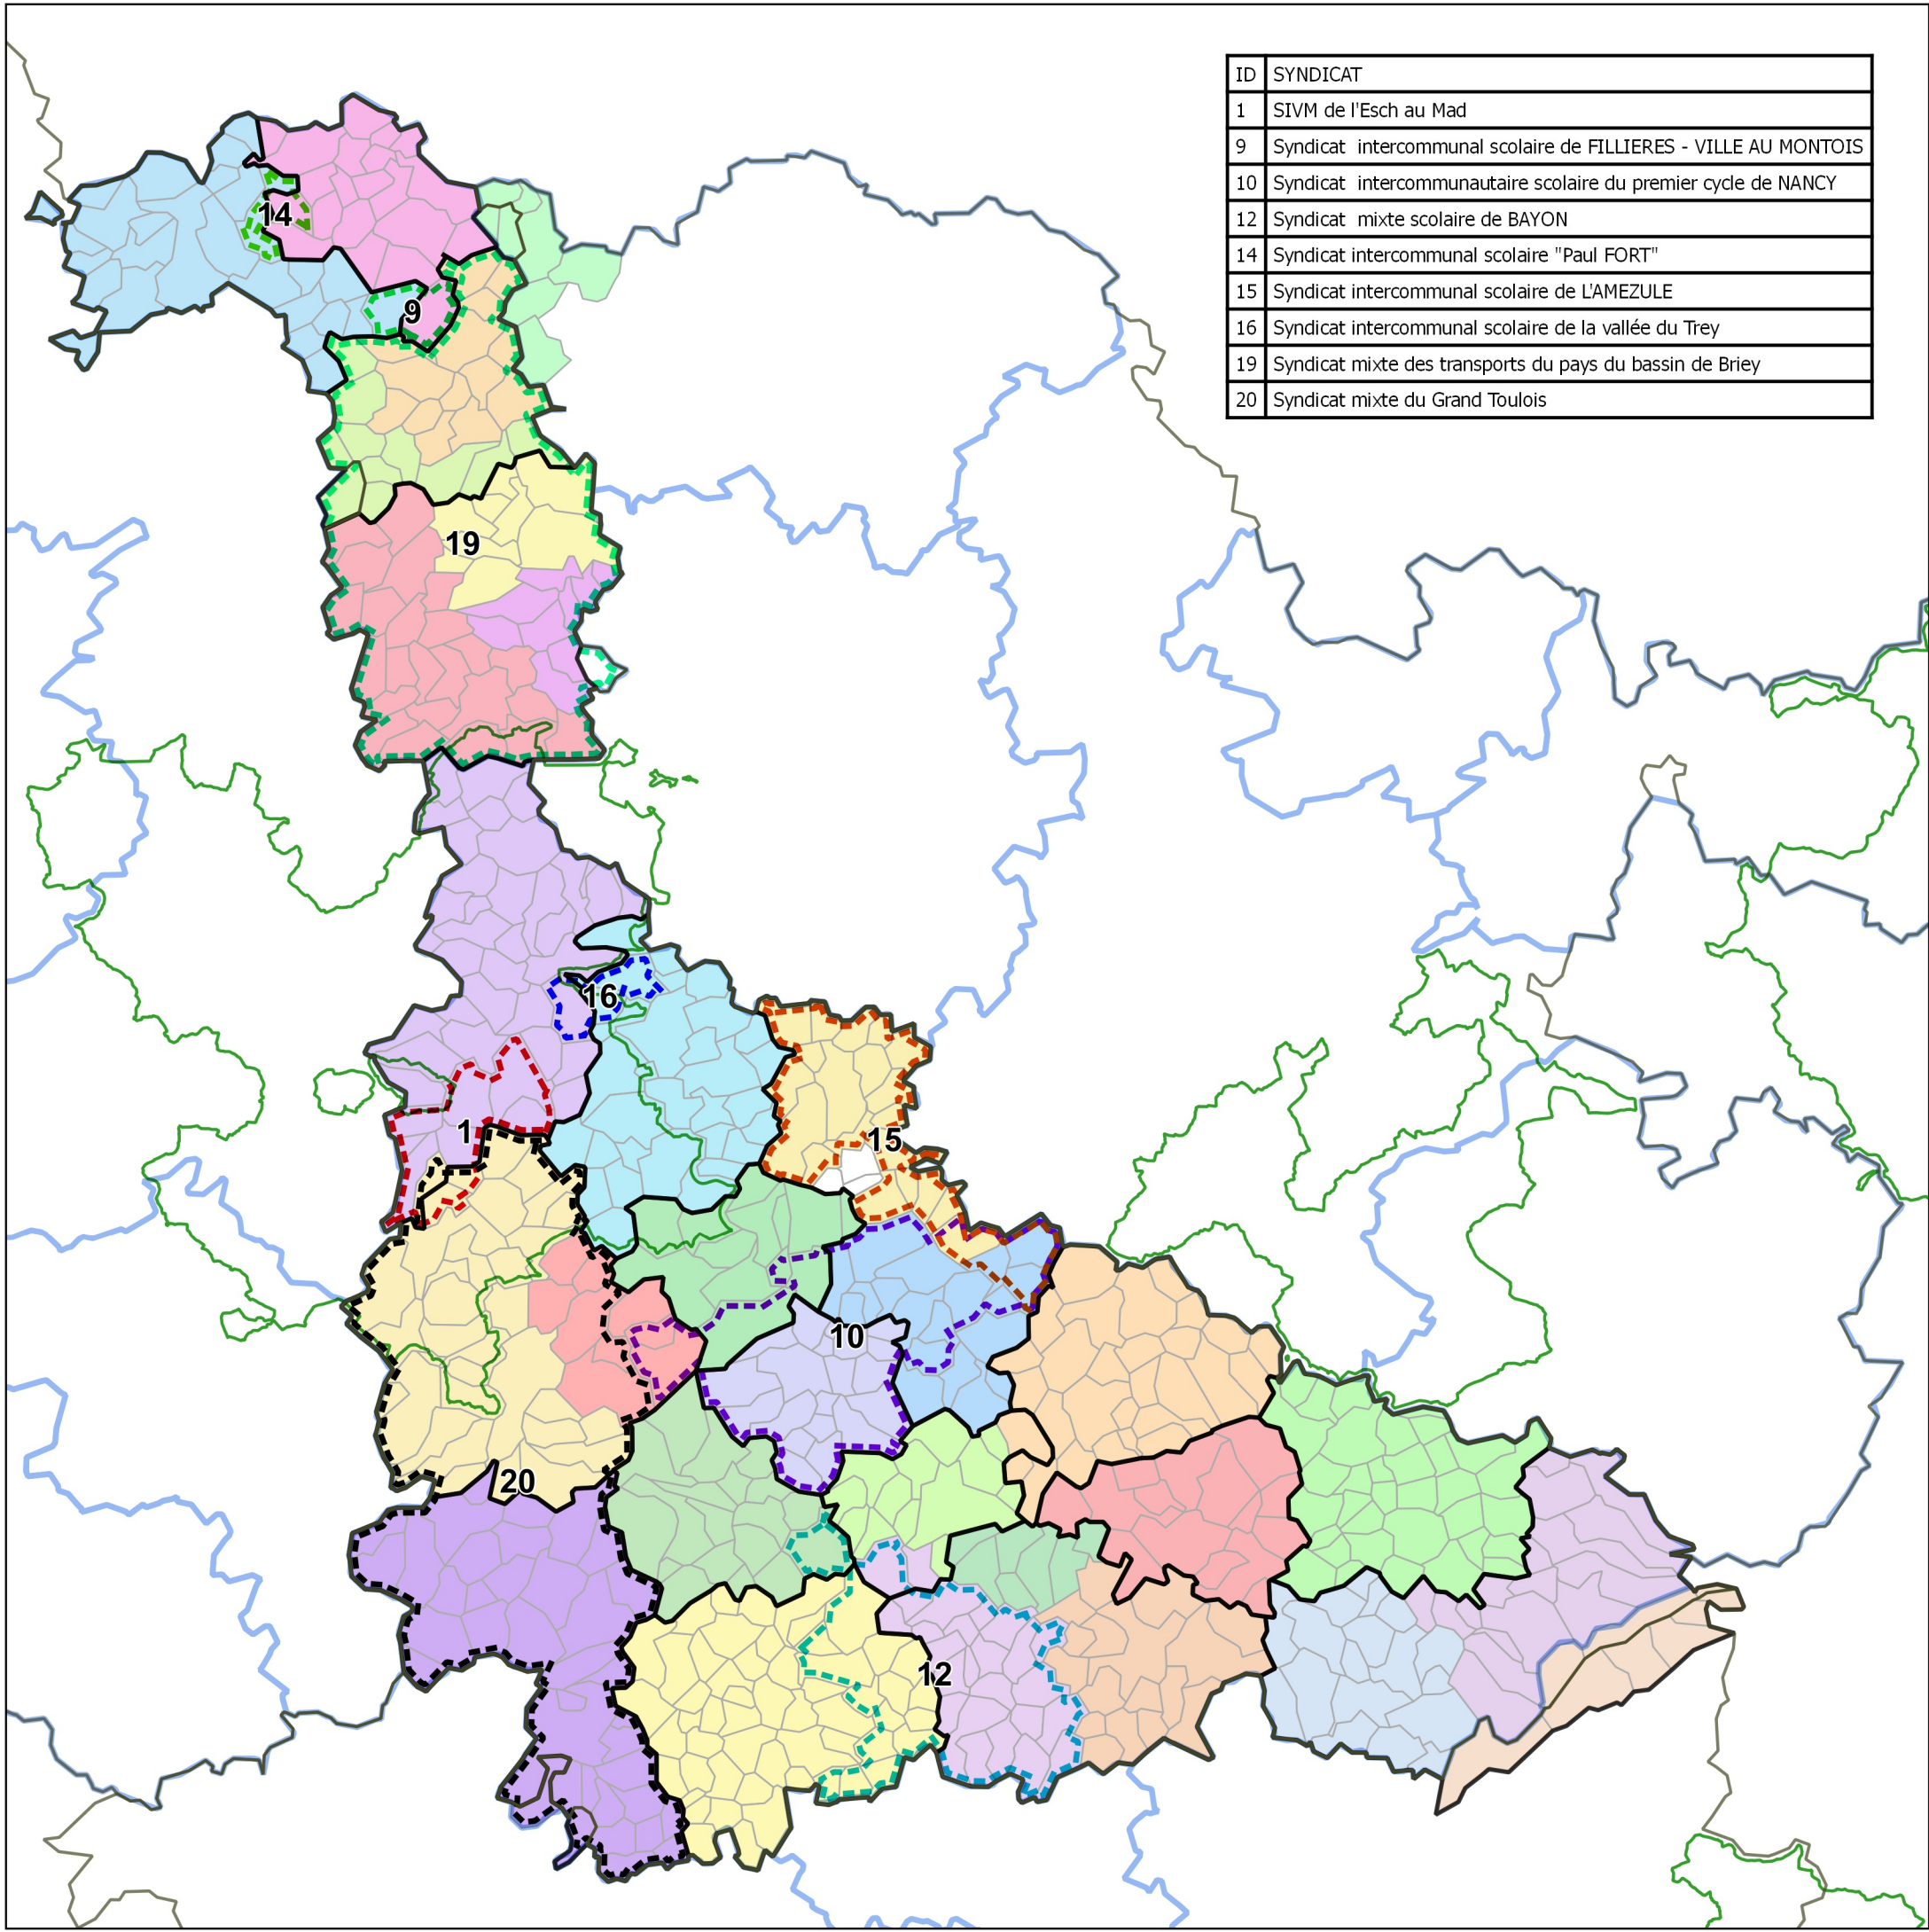 ID SYNDICAT
1 SIVM de l'Esch au Mad
9 Syndicat intercommunal scolaire de FILLIERES - VILLE AU MONTOIS
10 Syndicat intercommunautaire scolaire du premier cycle de NANCY
12 Syndicat mixte scolaire de BAYON
14 Syndicat intercommunal scolaire "Paul FORT"
15 Syndicat intercommunal scolaire de L'AMEZULE
16 Syndicat intercommunal scolaire de la vallée du Trey
19 Syndicat mixte des transports du pays du bassin de Briey
20 Syndicat mixte du Grand Toulois
14
9
19
16
1
15
10
20
12